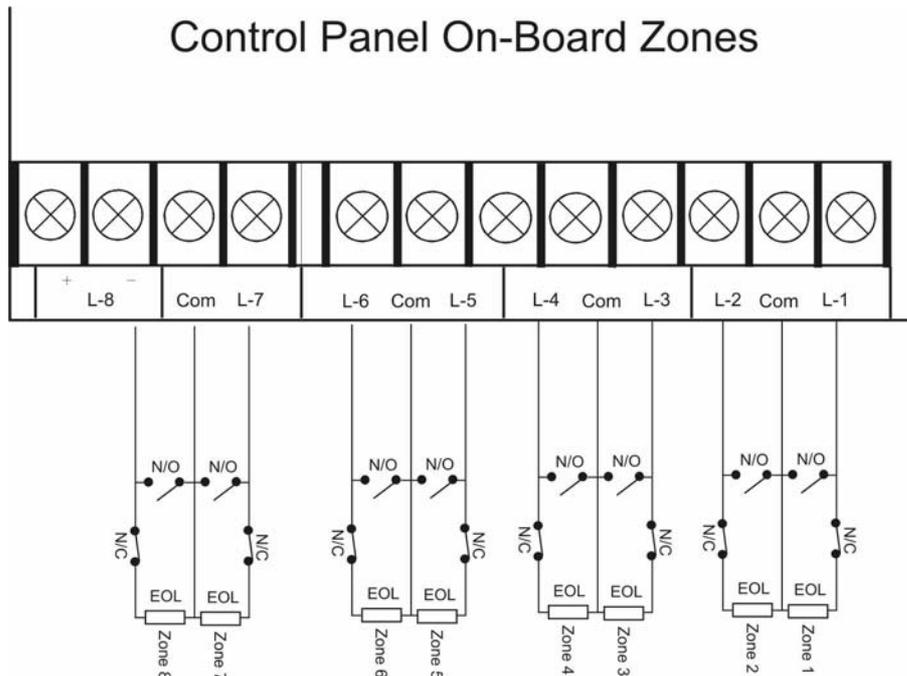 Control Panel On-Board Zones
+ −
L-8 Com L-7 L-6 Com L-5 L-4 Com L-3 L-2 Com L-1
N/O N/O N/O N/O N/O N/O N/O N/O
N/C N/C N/C N/C N/C N/C N/C N/C
EOL EOL EOL EOL EOL EOL EOL EOL
Zone 8 Zone 7 Zone 6 Zone 5 Zone 4 Zone 3 Zone 2 Zone 1